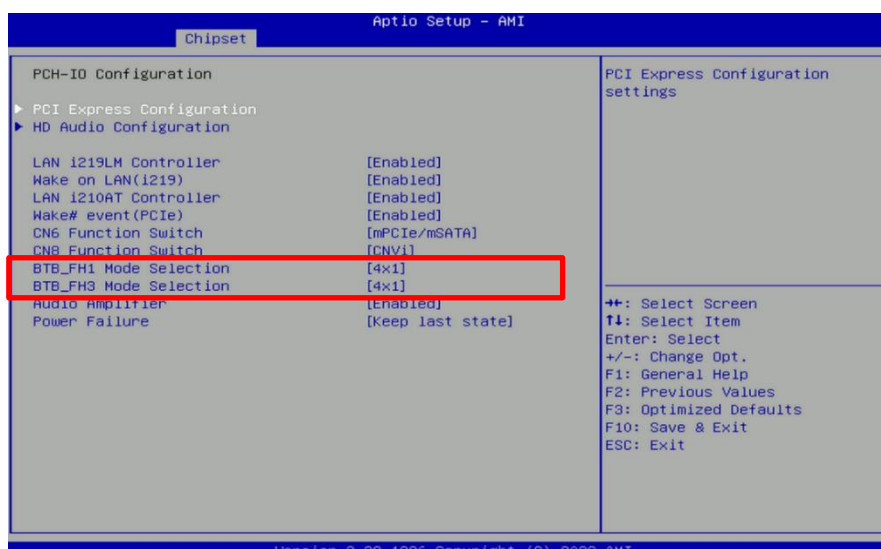 Aptio Setup – AMI
Chipset
PCH-IO Configuration
PCI Express Configuration
HD Audio Configuration
LAN i219LM Controller [Enabled]
Wake on LAN(i219) [Enabled]
LAN i210AT Controller [Enabled]
Wake# event(PCIe) [Enabled]
CN6 Function Switch [mPCIe/mSATA]
CN8 Function Switch [CNVi]
BTB_FH1 Mode Selection [4x1]
BTB_FH3 Mode Selection [4x1]
Audio Amplifier [Enabled]
Power Failure [Keep last state]
PCI Express Configuration
settings
→←: Select Screen
↑↓: Select Item
Enter: Select
+/-: Change Opt.
F1: General Help
F2: Previous Values
F3: Optimized Defaults
F10: Save & Exit
ESC: Exit
Version Copyright (C) AMI